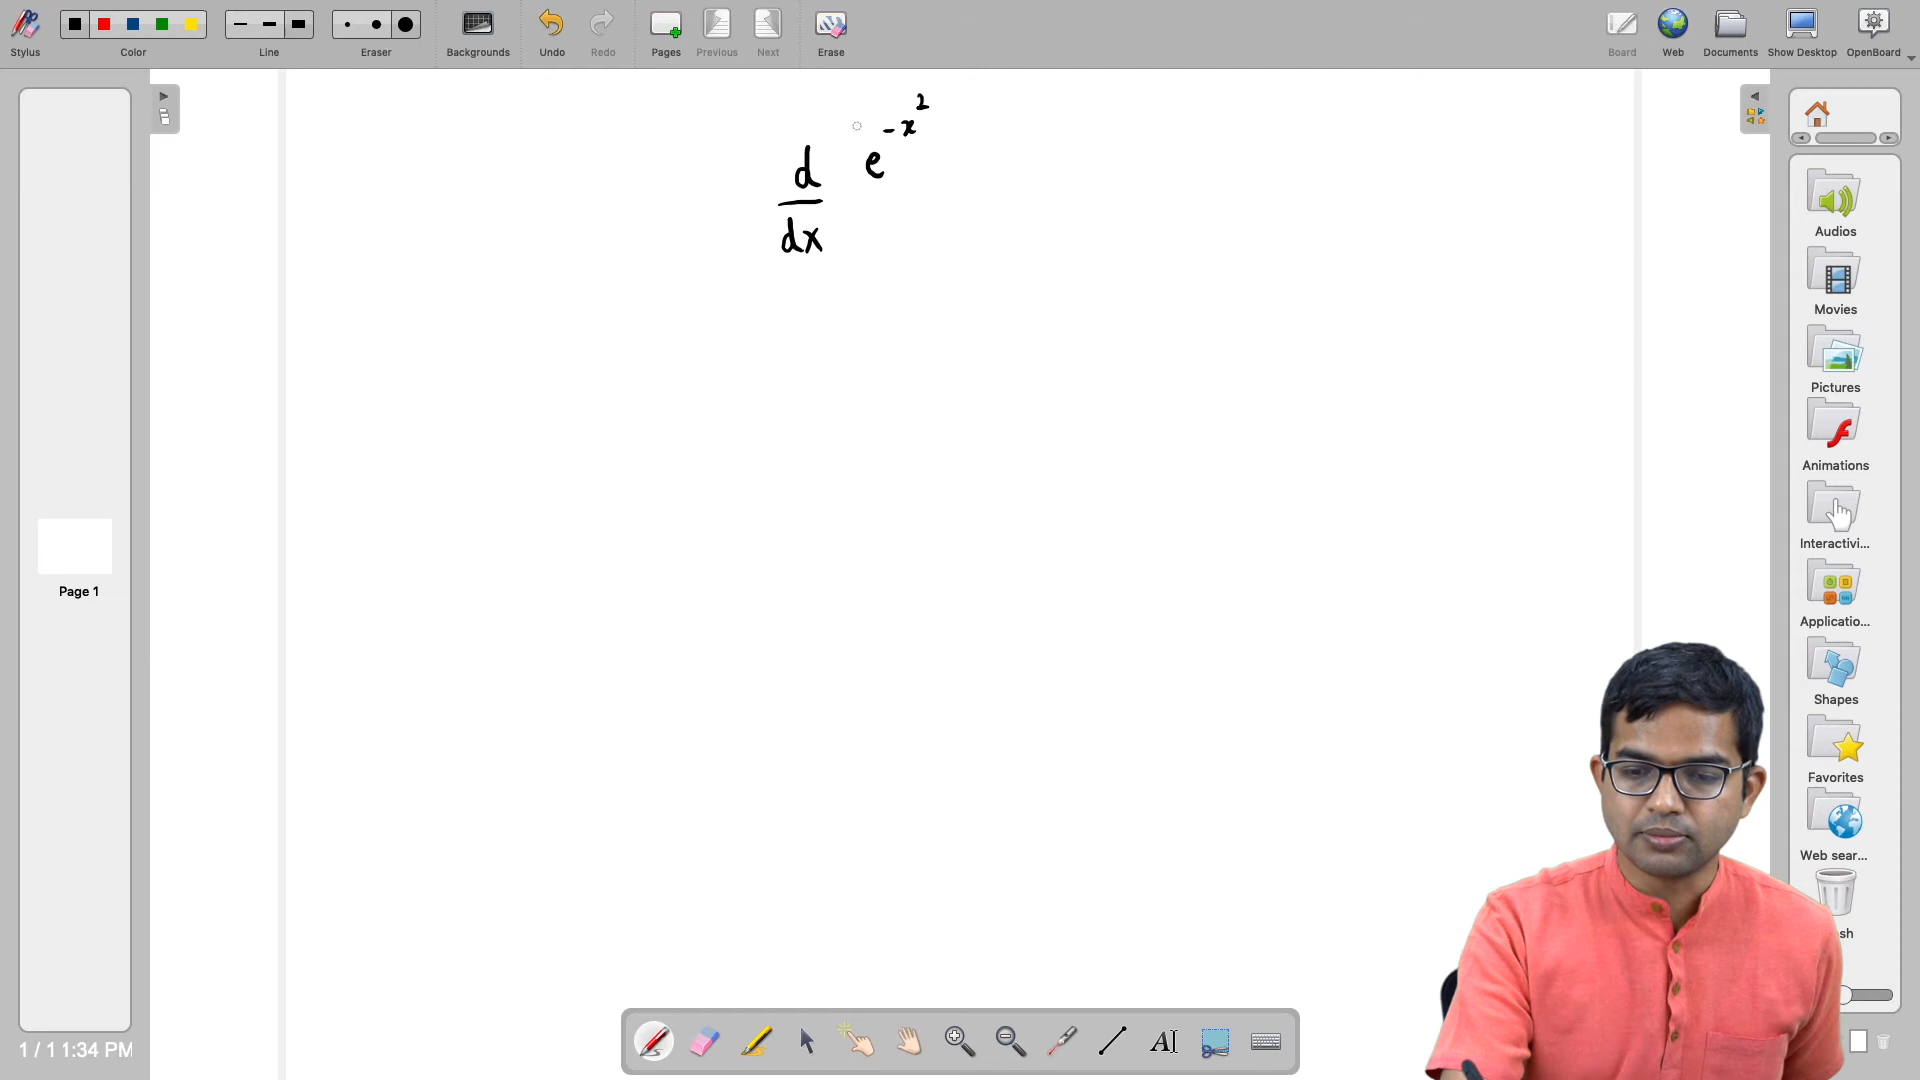 Stylus Color Line Eraser Backgrounds Undo Redo Pages Previous Next Erase Board Web Documents Show Desktop OpenBoard
d/dx e^{-x^2}
Audios
Movies
Pictures
Animations
Interactivi...
Applicatio...
Shapes
Favorites
Web sear...
sh
Page 1
1 / 1 1:34 PM